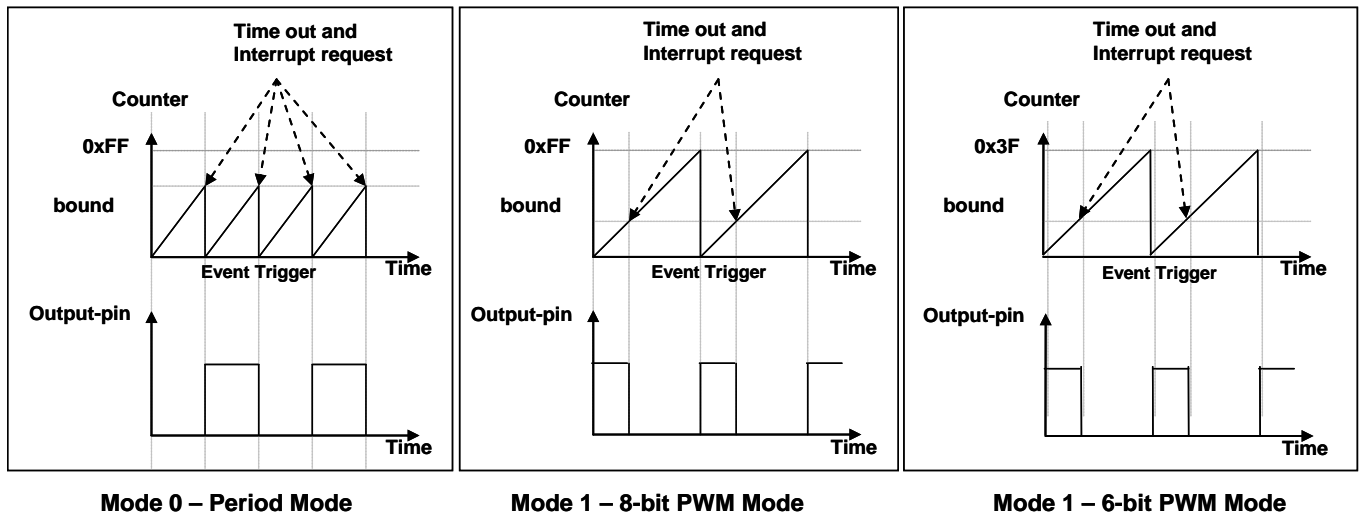 Time out and
Interrupt request
Counter
0xFF
bound
Event Trigger
Time
Output-pin
Time
Mode 0 – Period Mode
Time out and
Interrupt request
Counter
0xFF
bound
Event Trigger
Time
Output-pin
Time
Mode 1 – 8-bit PWM Mode
Time out and
Interrupt request
Counter
0x3F
bound
Event Trigger
Time
Output-pin
Time
Mode 1 – 6-bit PWM Mode